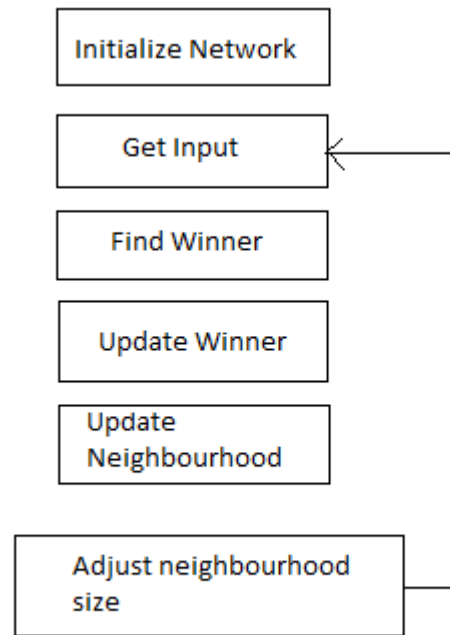 Initialize Network
Get Input
Find Winner
Update Winner
Update
Neighbourhood
Adjust neighbourhood
size